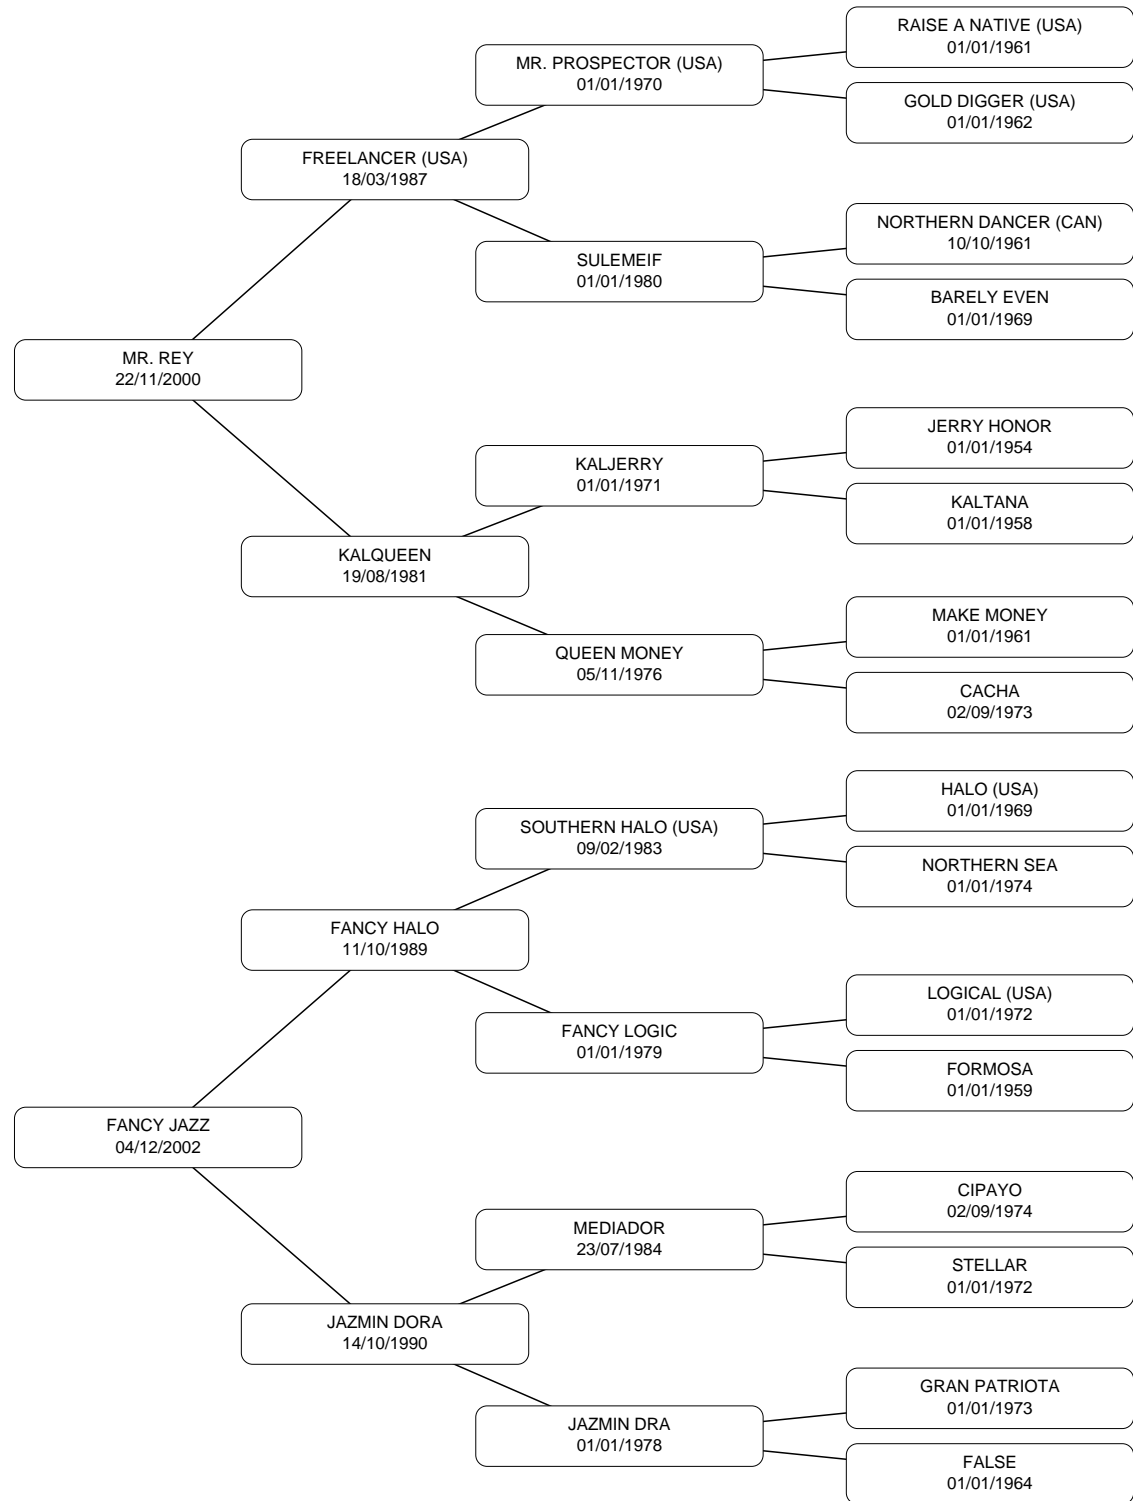 RAISE A NATIVE (USA)
01/01/1961
MR. PROSPECTOR (USA)
01/01/1970
GOLD DIGGER (USA)
01/01/1962
FREELANCER (USA)
18/03/1987
NORTHERN DANCER (CAN)
10/10/1961
SULEMEIF
01/01/1980
BARELY EVEN
01/01/1969
MR. REY
22/11/2000
JERRY HONOR
01/01/1954
KALJERRY
01/01/1971
KALTANA
01/01/1958
KALQUEEN
19/08/1981
MAKE MONEY
01/01/1961
QUEEN MONEY
05/11/1976
CACHA
02/09/1973
HALO (USA)
01/01/1969
SOUTHERN HALO (USA)
09/02/1983
NORTHERN SEA
01/01/1974
FANCY HALO
11/10/1989
LOGICAL (USA)
01/01/1972
FANCY LOGIC
01/01/1979
FORMOSA
01/01/1959
FANCY JAZZ
04/12/2002
CIPAYO
02/09/1974
MEDIADOR
23/07/1984
STELLAR
01/01/1972
JAZMIN DORA
14/10/1990
GRAN PATRIOTA
01/01/1973
JAZMIN DRA
01/01/1978
FALSE
01/01/1964